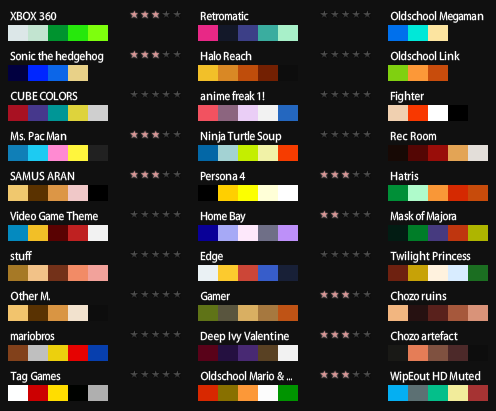 XBOX 360
Retromatic
Oldschool Megaman
Sonic the hedgehog
Halo Reach
Oldschool Link
CUBE COLORS
anime freak 1!
Fighter
Ms. Pac Man
Ninja Turtle Soup
Rec Room
SAMUS ARAN
Persona 4
Hatris
Video Game Theme
Home Bay
Mask of Majora
stuff
Edge
Twilight Princess
Other M.
Gamer
Chozo ruins
mariobros
Deep Ivy Valentine
Chozo artefact
Tag Games
Oldschool Mario & ...
WipEout HD Muted